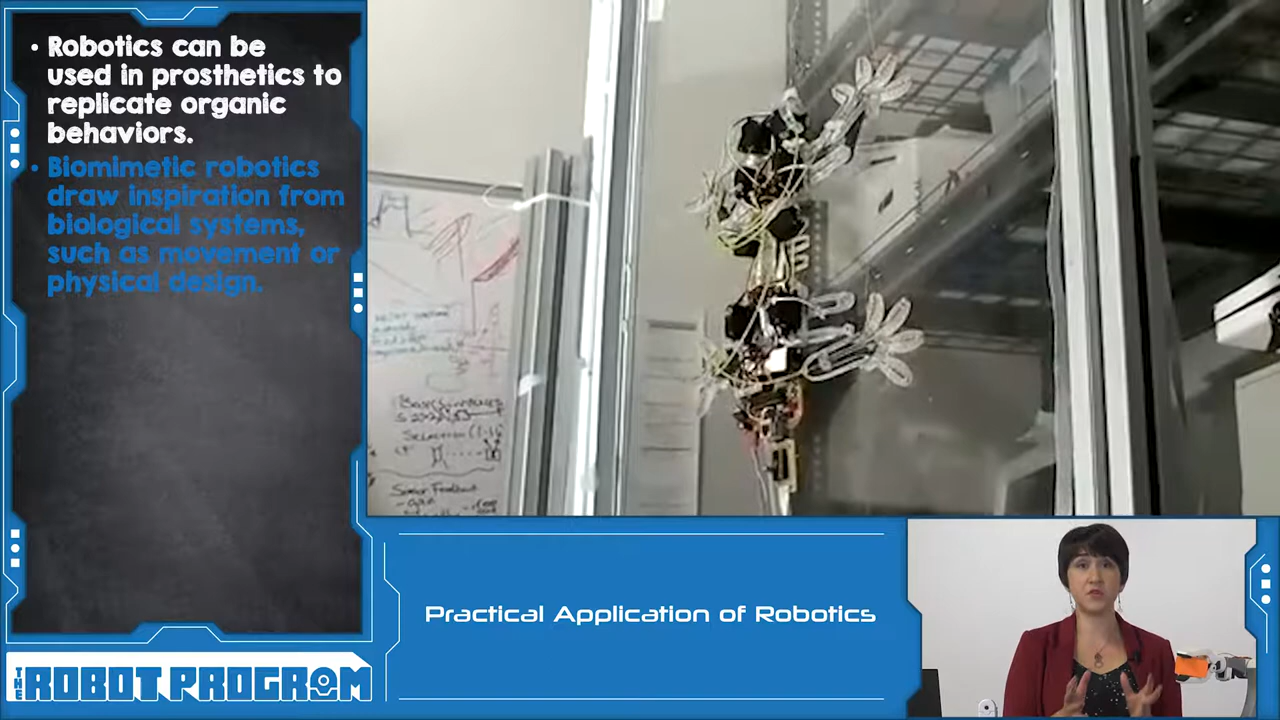 • Robotics can be
used in prosthetics to
replicate organic
behaviors.
• Biomimetic robotics
draw inspiration from
biological systems,
such as movement or
physical design.
Practical Application of Robotics
THE ROBOT PROGRAM